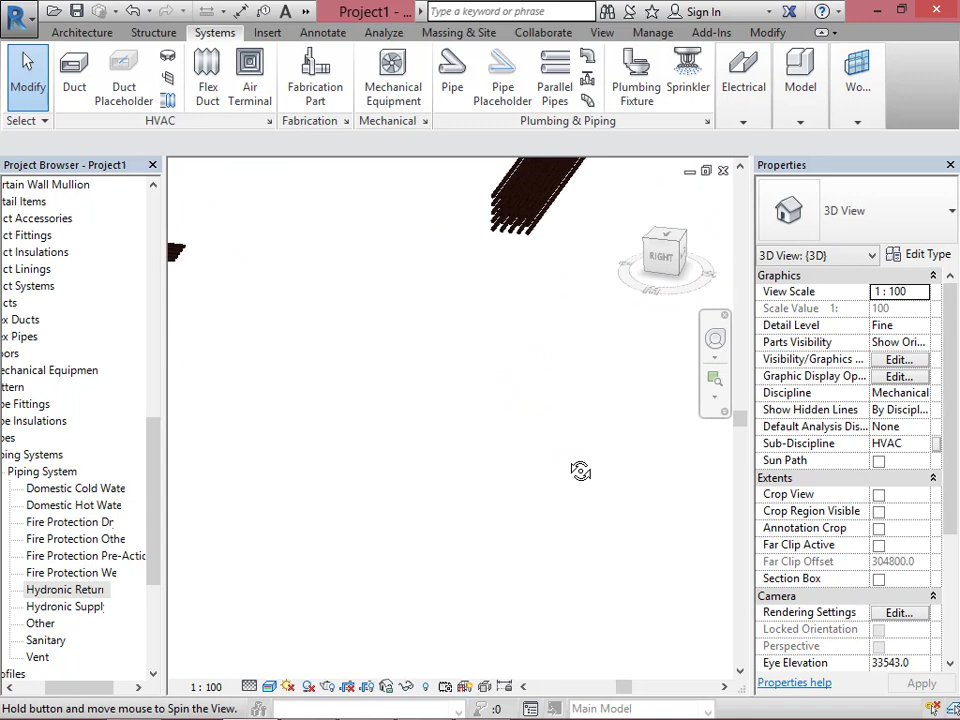 Project1 - ...
Type a keyword or phrase
Sign In
Architecture Structure Systems Insert Annotate Analyze Massing & Site Collaborate View Manage Add-Ins Modify
Modify
Duct
Duct Placeholder
Flex Duct
Air Terminal
Fabrication Part
Mechanical Equipment
Pipe
Pipe Placeholder
Parallel Pipes
Plumbing Fixture
Sprinkler
Electrical
Model
Wo...
Select HVAC Fabrication Mechanical Plumbing & Piping
Project Browser - Project1
rtain Wall Mullion
tail Items
ct Accessories
ct Fittings
ct Insulations
ct Linings
ct Systems
cts
ex Ducts
ex Pipes
oors
echanical Equipmen
ttern
pe Fittings
pe Insulations
pes
ping Systems
Piping System
Domestic Cold Wate
Domestic Hot Wate
Fire Protection Dr
Fire Protection Othe
Fire Protection Pre-Actio
Fire Protection We
Hydronic Return
Hydronic Supply
Other
Sanitary
Vent
ofiles
RIGHT
Properties
3D View
3D View: {3D} Edit Type
Graphics
View Scale 1 : 100
Scale Value 1: 100
Detail Level Fine
Parts Visibility Show Ori...
Visibility/Graphics ... Edit...
Graphic Display Op... Edit...
Discipline Mechanical
Show Hidden Lines By Discipl...
Default Analysis Dis... None
Sub-Discipline HVAC
Sun Path
Extents
Crop View
Crop Region Visible
Annotation Crop
Far Clip Active
Far Clip Offset 304800.0
Section Box
Camera
Rendering Settings Edit...
Locked Orientation
Perspective
Eye Elevation 33543.0
Properties help Apply
1 : 100
Hold button and move mouse to Spin the View.
:0
Main Model